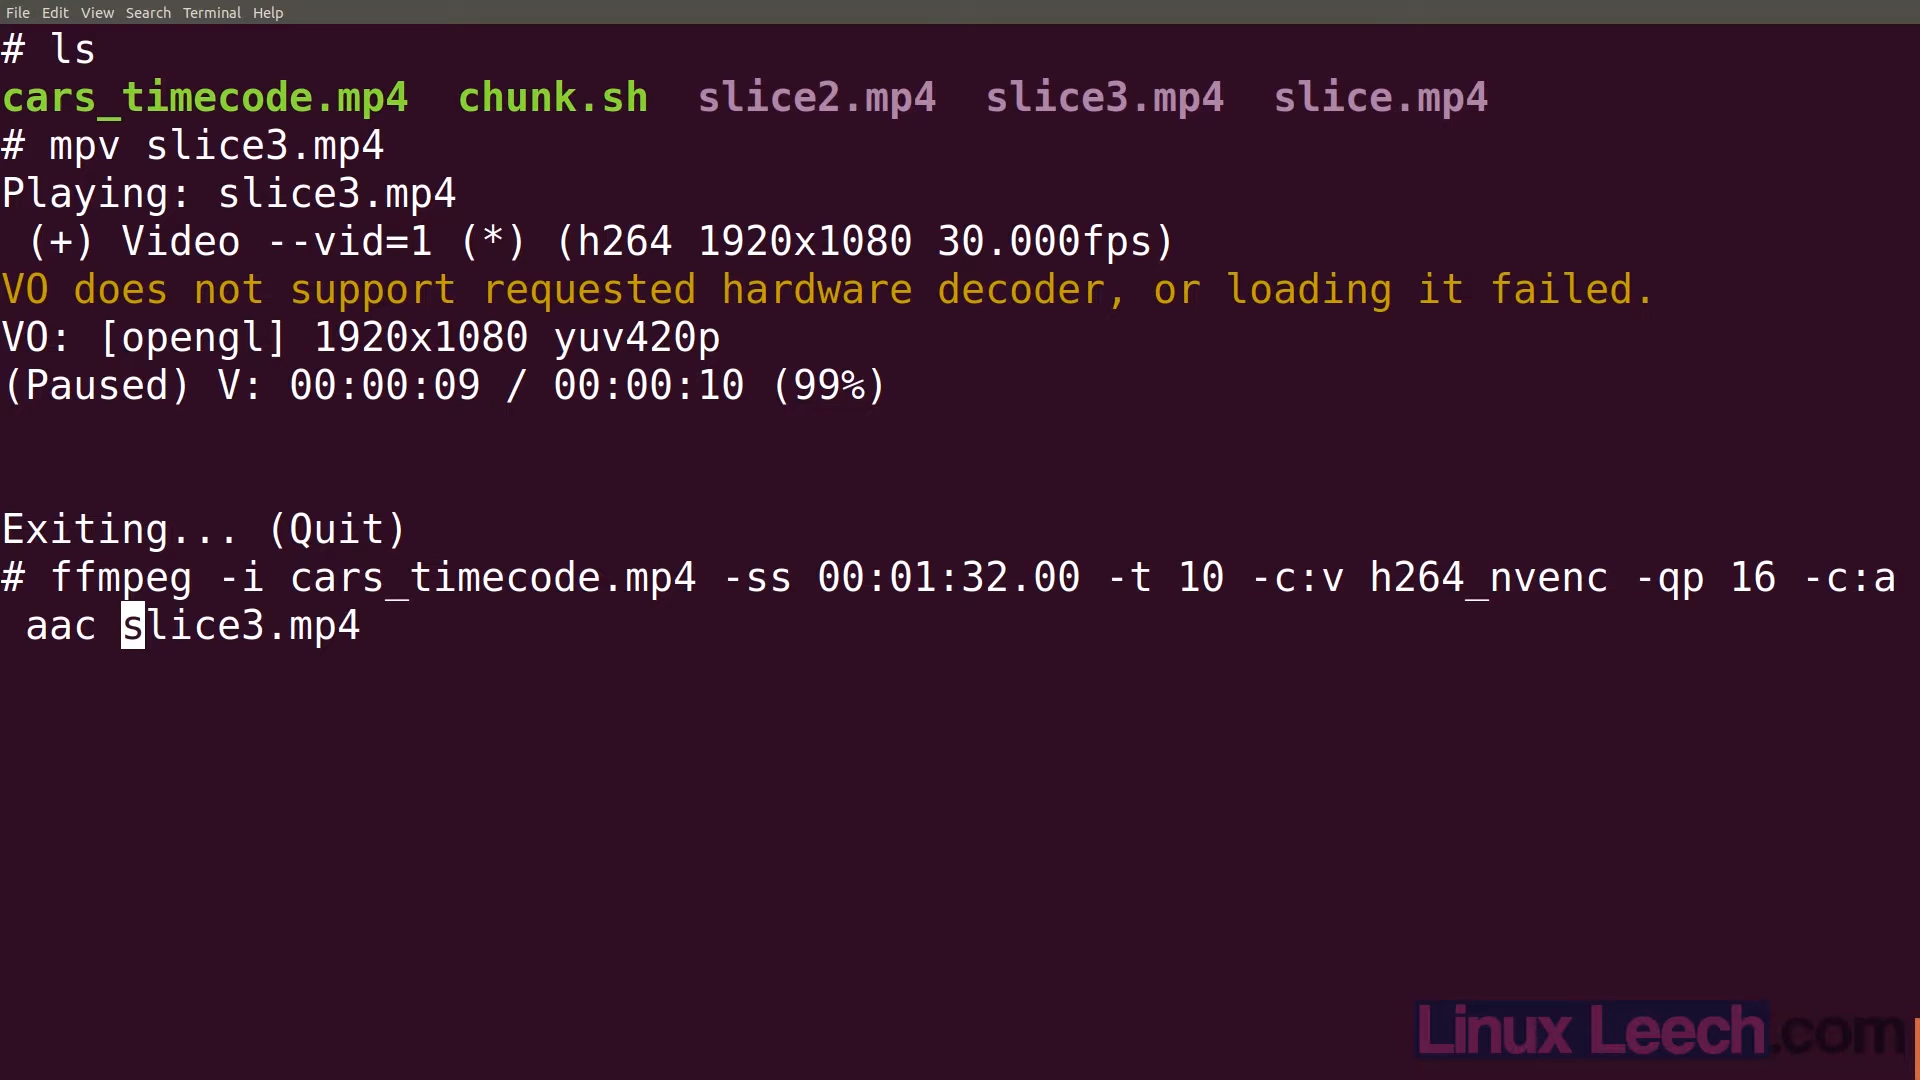 File Edit View Search Terminal Help
# ls
cars_timecode.mp4  chunk.sh  slice2.mp4  slice3.mp4  slice.mp4
# mpv slice3.mp4
Playing: slice3.mp4
 (+) Video --vid=1 (*) (h264 1920x1080 30.000fps)
VO does not support requested hardware decoder, or loading it failed.
VO: [opengl] 1920x1080 yuv420p
(Paused) V: 00:00:09 / 00:00:10 (99%)
Exiting... (Quit)
# ffmpeg -i cars_timecode.mp4 -ss 00:01:32.00 -t 10 -c:v h264_nvenc -qp 16 -c:a
 aac slice3.mp4
Linux Leech.com